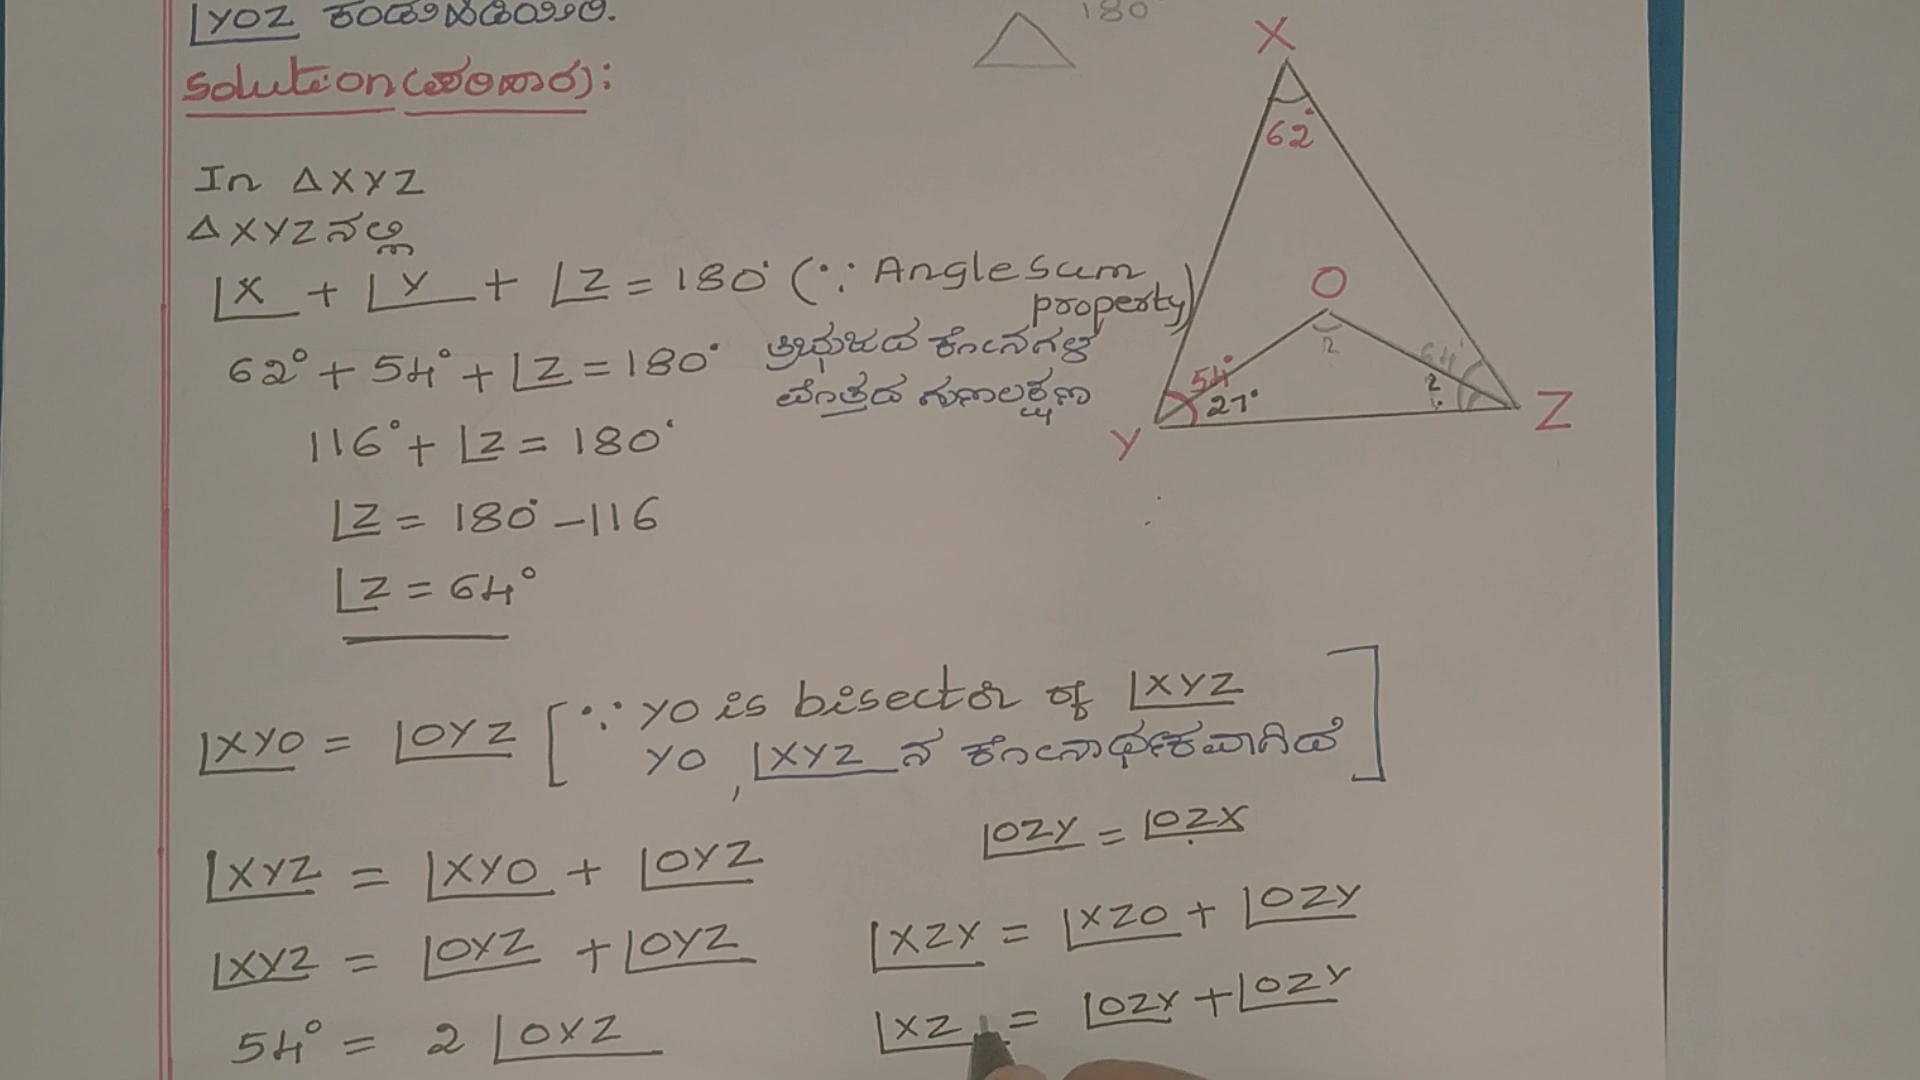 ∠YOZ ಕಂಡುಹಿಡಿಯಿರಿ.
Solution (ಪರಿಹಾರ):
In ΔXYZ
ΔXYZ ನಲ್ಲಿ
∠X + ∠Y + ∠Z = 180° (∵ Angle sum
property)
62° + 54° + ∠Z = 180°
ತ್ರಿಭುಜದ ಕೋನಗಳ
ಮೊತ್ತದ ಗುಣಲಕ್ಷಣ
116° + ∠Z = 180°
∠Z = 180° - 116
∠Z = 64°
∠XYO = ∠OYZ [∵ YO is bisector of ∠XYZ
YO, ∠XYZ ನ ಕೋನಾರ್ಧಕವಾಗಿದೆ]
∠XYZ = ∠XYO + ∠OYZ
∠XYZ = ∠OYZ + ∠OYZ
54° = 2 ∠OYZ
∠OZY = ∠OZX
∠XZY = ∠XZO + ∠OZY
∠XZ = ∠OZY + ∠OZY
180
X
62°
O
?
54°
27°
64°
?
Y
Z